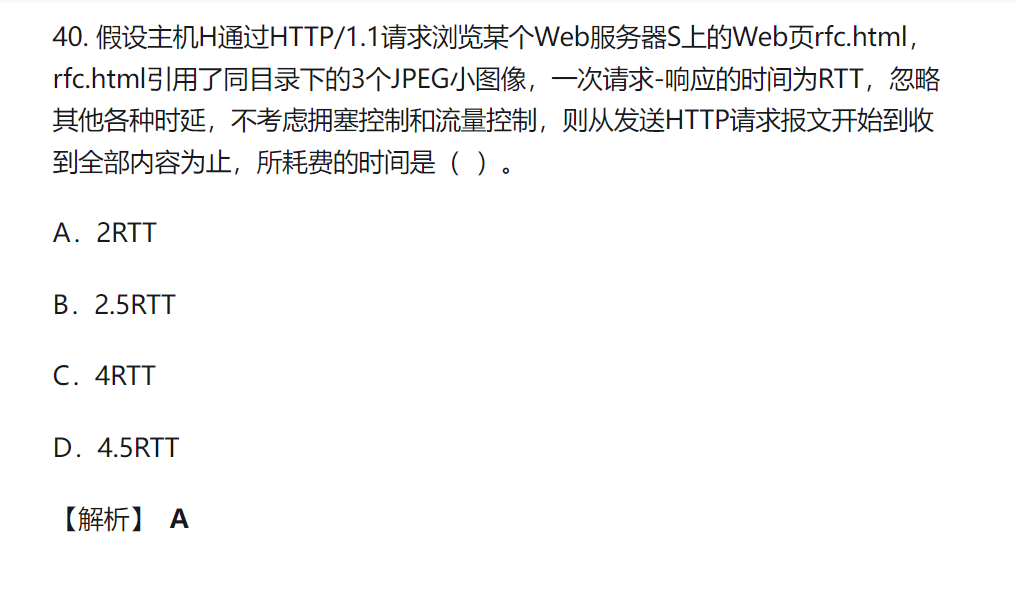 40. 假设主机H通过HTTP/1.1请求浏览某个Web服务器S上的Web页rfc.html，
rfc.html引用了同目录下的3个JPEG小图像，一次请求-响应的时间为RTT，忽略
其他各种时延，不考虑拥塞控制和流量控制，则从发送HTTP请求报文开始到收
到全部内容为止，所耗费的时间是（ ）。
A．2RTT
B．2.5RTT
C．4RTT
D．4.5RTT
【解析】 A